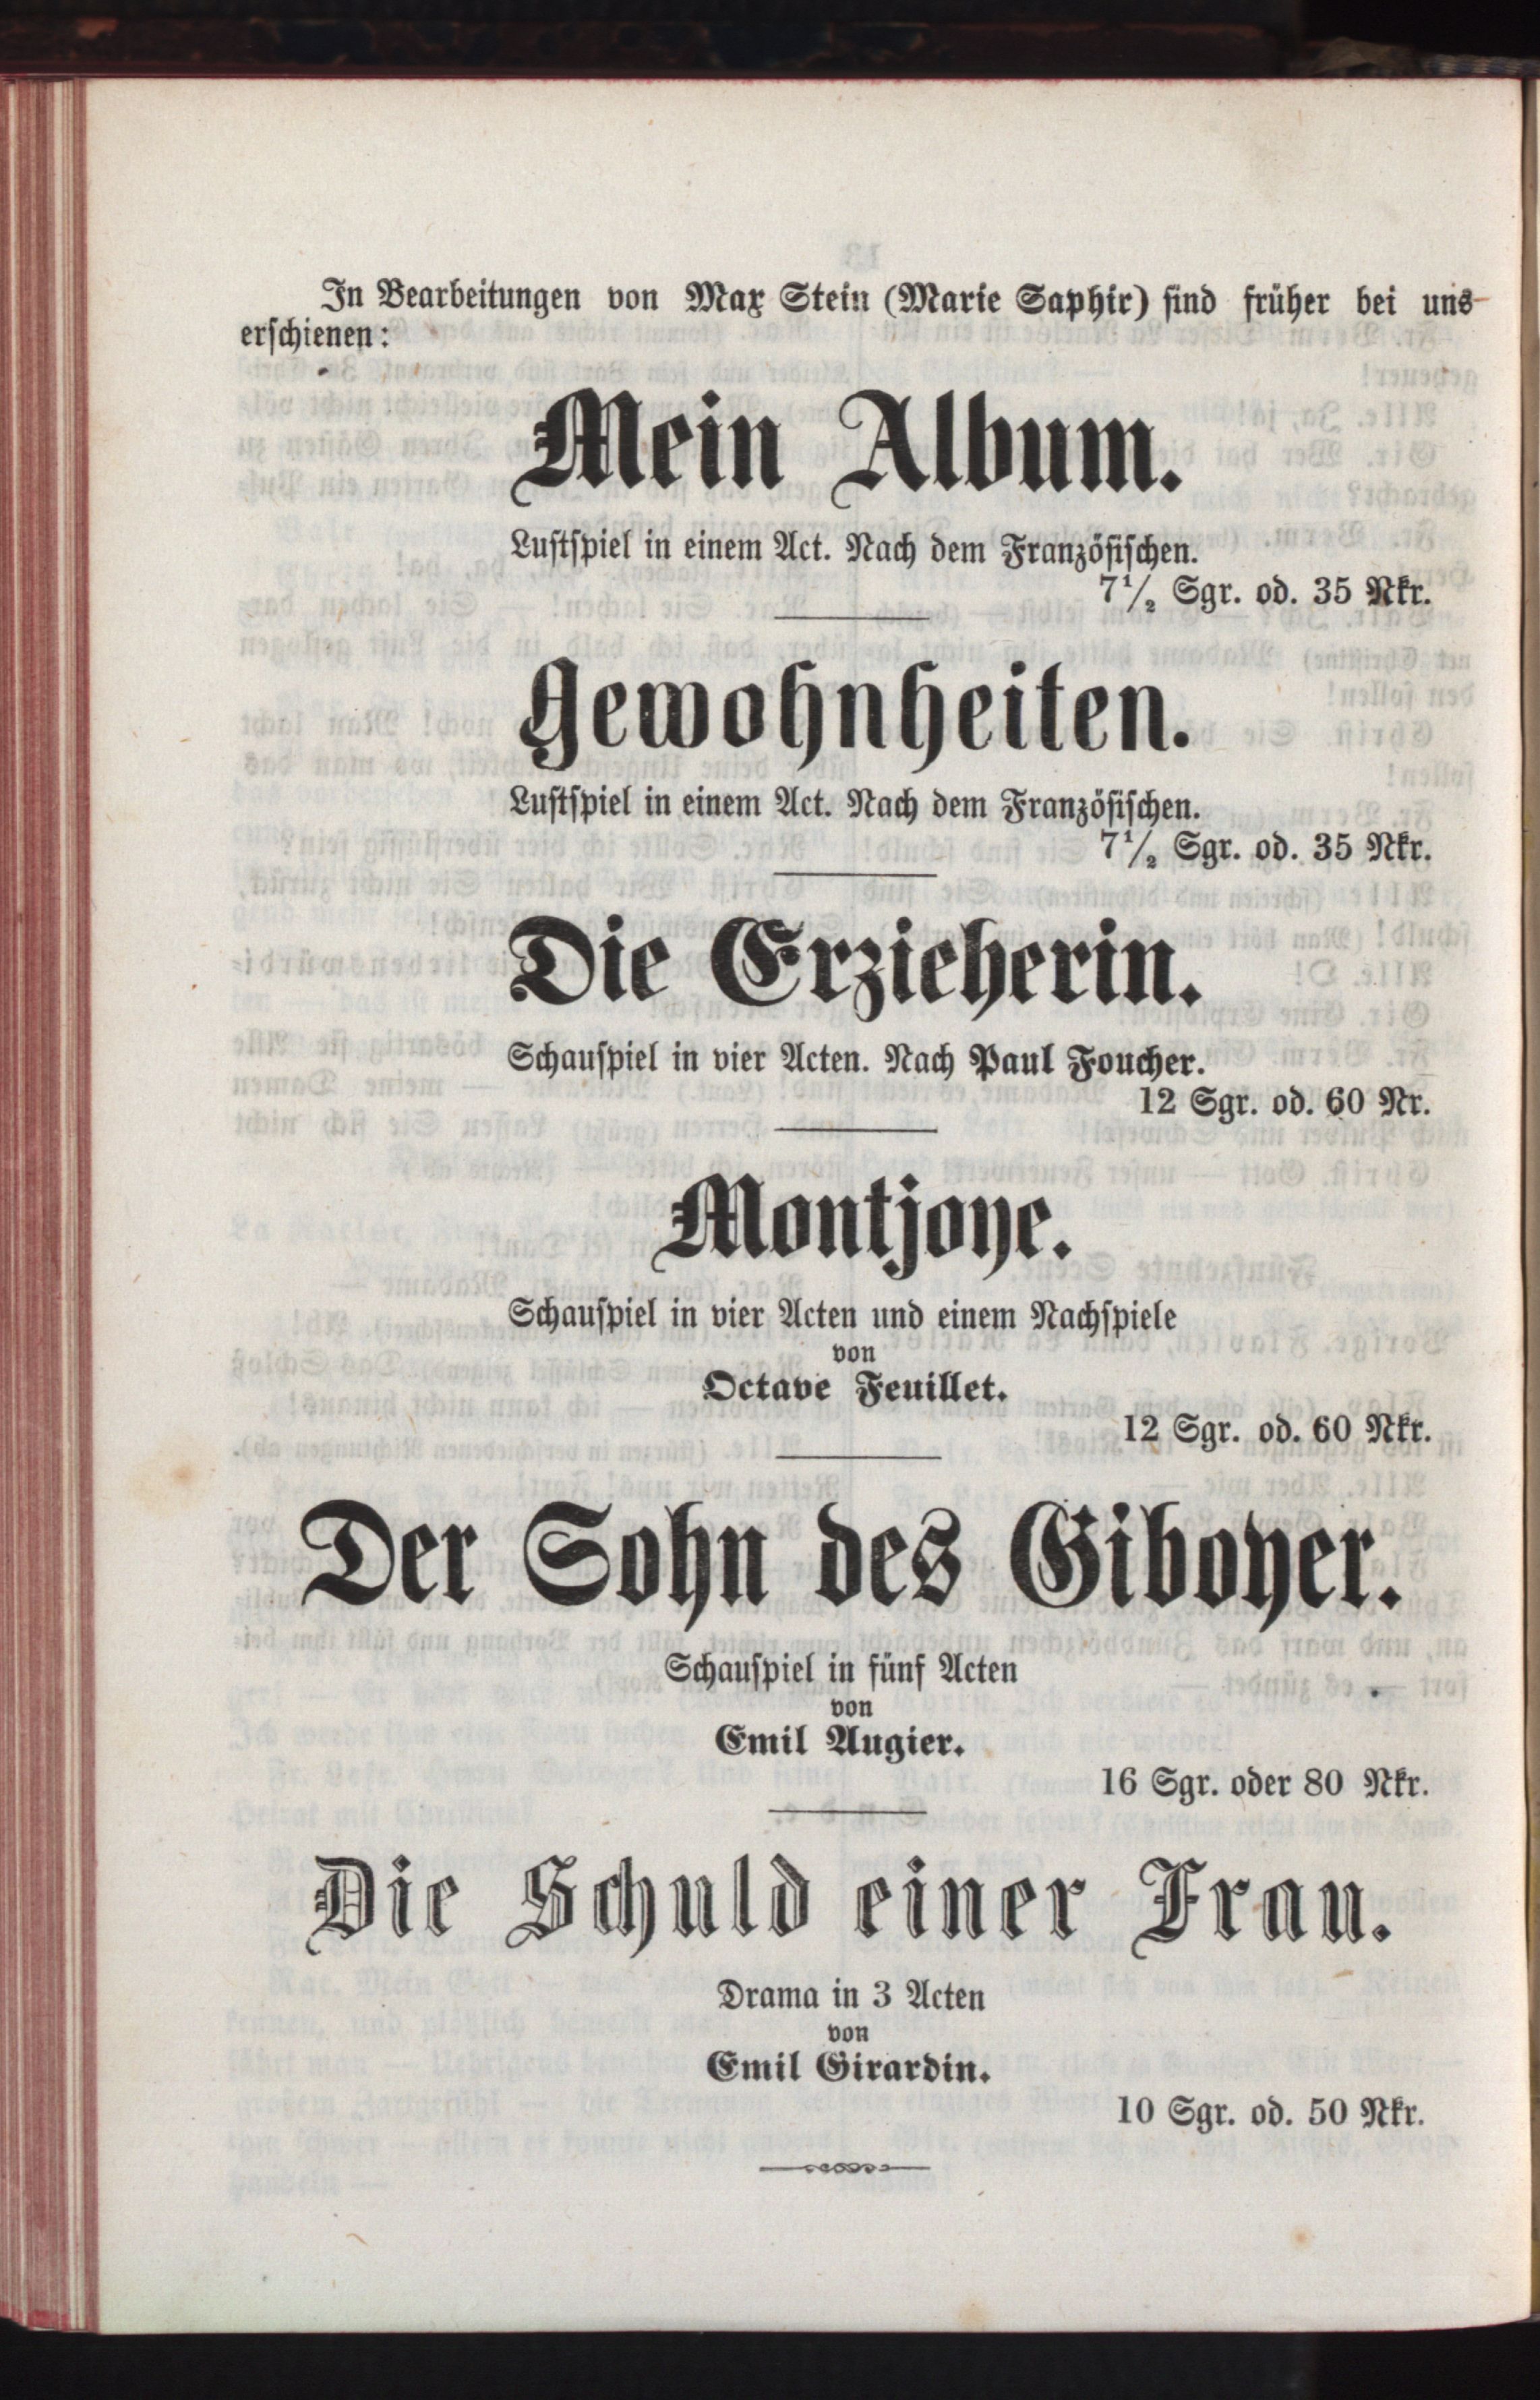 In Bearbeitungen von Max Stein (Marie Saphir) sind früher bei uns
erschienen:
Mein Album.
Lustspiel in einem Act. Nach dem Französischen.
7½ Sgr. od. 35 Nkr.
Gewohnheiten.
Lustspiel in einem Act. Nach dem Französischen.
7½ Sgr. od. 35 Nkr.
Die Erzieherin.
Schauspiel in vier Acten. Nach Paul Foucher.
12 Sgr. od. 60 Nr.
Montjoye.
Schauspiel in vier Acten und einem Nachspiele
von
Octave Feuillet.
12 Sgr. od. 60 Nkr.
Der Sohn des Giboyer.
Schauspiel in fünf Acten
von
Emil Augier.
16 Sgr. oder 80 Nkr.
Die Schuld einer Frau.
Drama in 3 Acten
von
Emil Girardin.
10 Sgr. od. 50 Nkr.